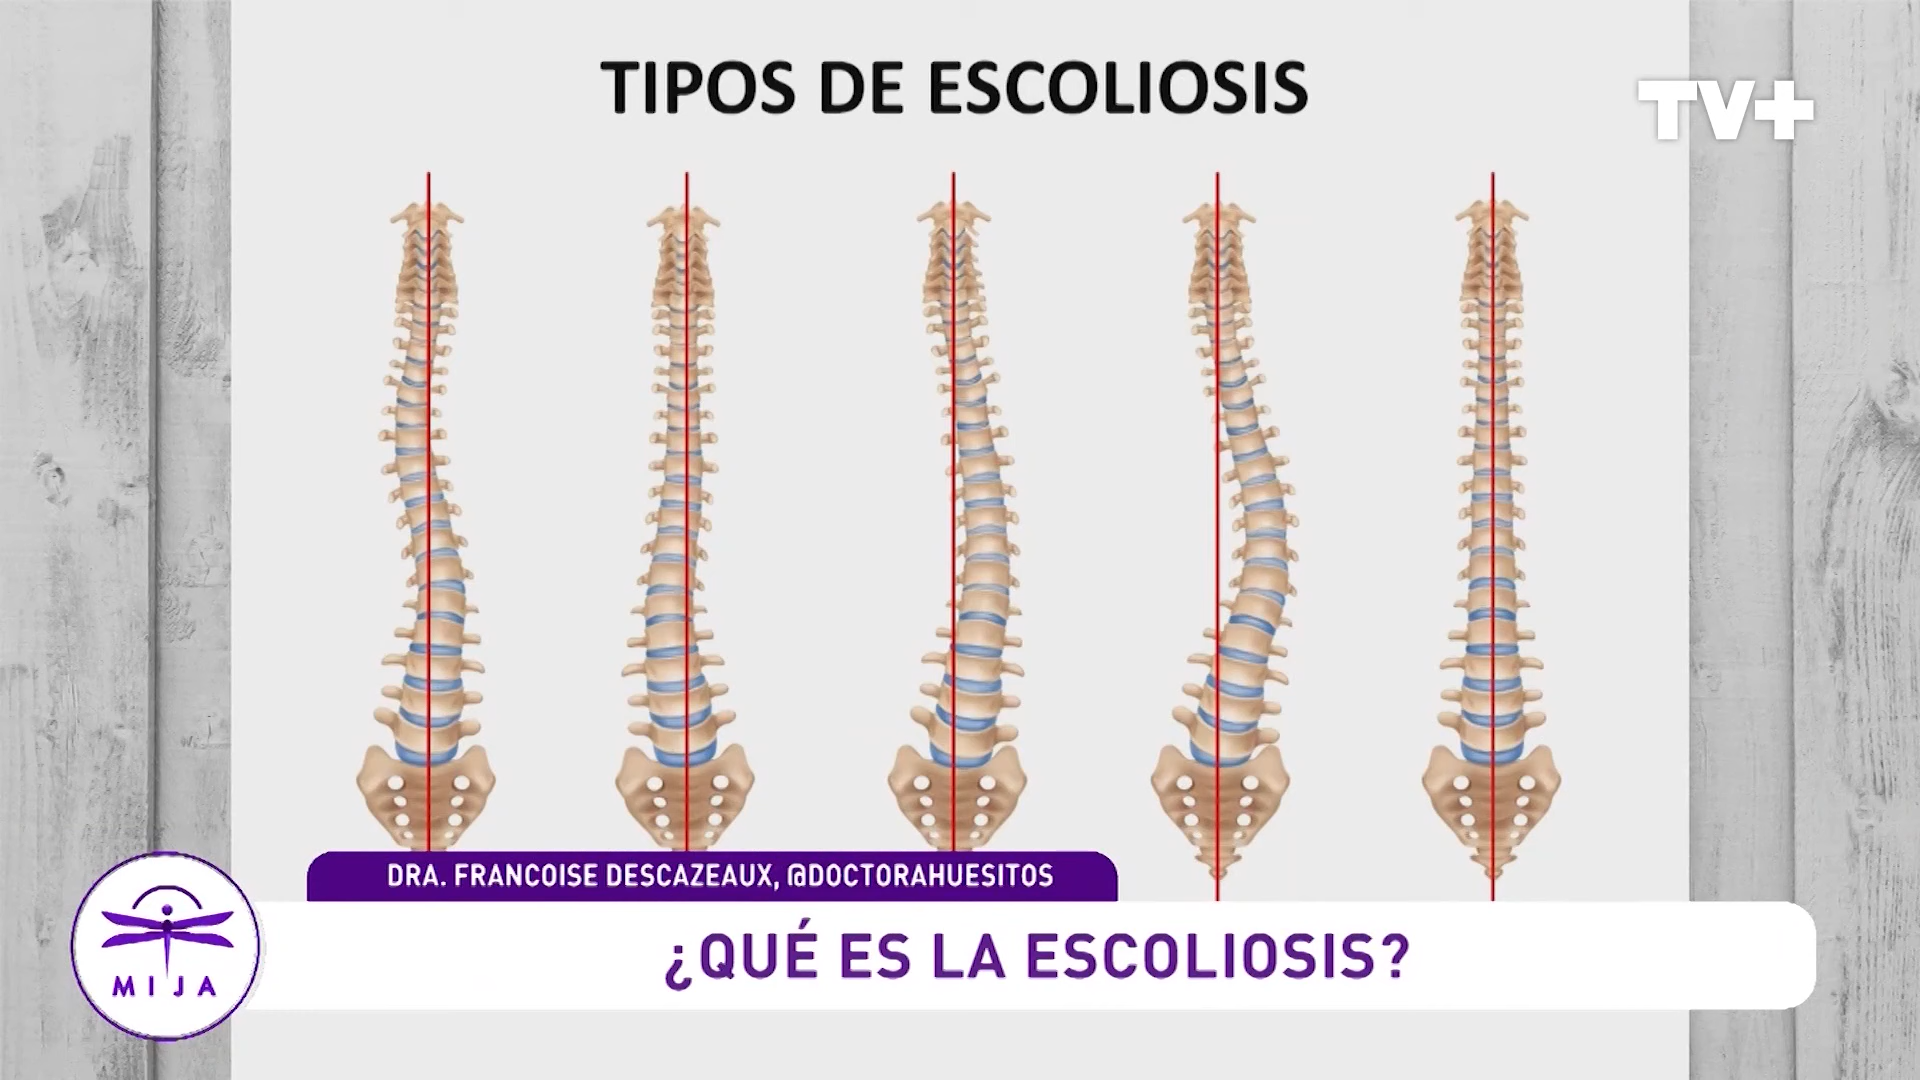 TIPOS DE ESCOLIOSIS
TV+
DRA. FRANCOISE DESCAZEAUX, @DOCTORAHUESITOS
¿QUÉ ES LA ESCOLIOSIS?
MIJA